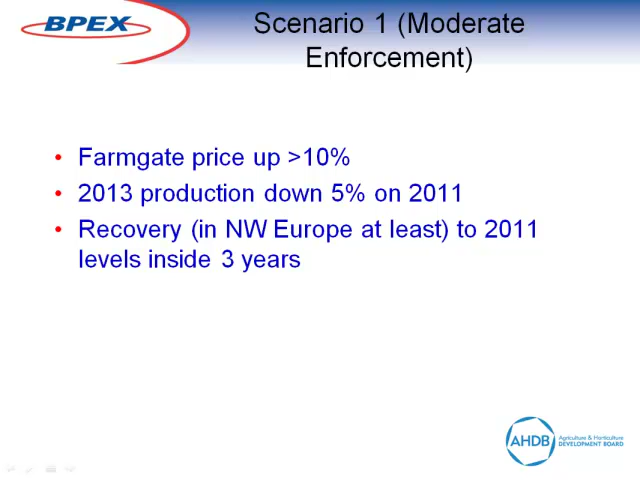 BPEX
Scenario 1 (Moderate
Enforcement)
• Farmgate price up >10%
• 2013 production down 5% on 2011
• Recovery (in NW Europe at least) to 2011
levels inside 3 years
AHDB
Agriculture & Horticulture
DEVELOPMENT BOARD